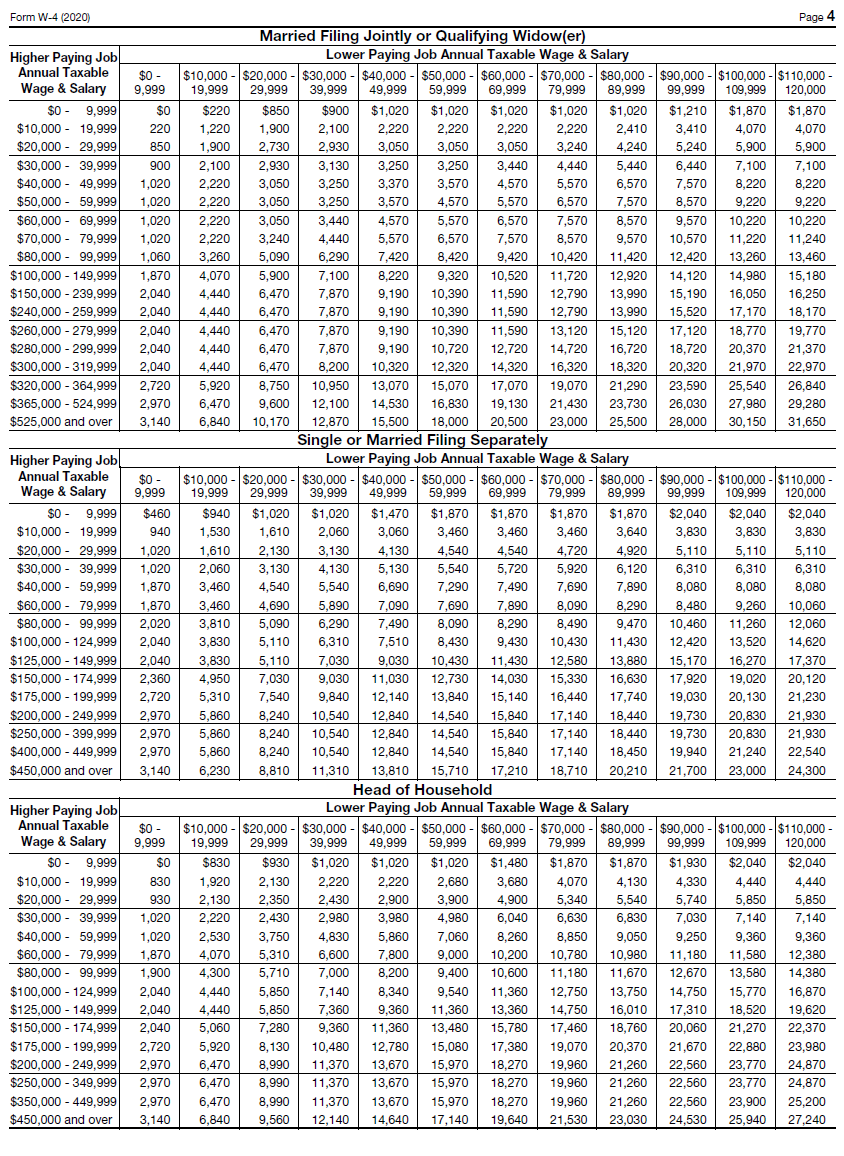 Form W-4 (2020) Page 4
Married Filing Jointly or Qualifying Widow(er)
Higher Paying Job Lower Paying Job Annual Taxable Wage & Salary
Annual Taxable $0 - $10,000 - $20,000 - $30,000 - $40,000 - $50,000 - $60,000 - $70,000 - $80,000 - $90,000 - $100,000 - $110,000 -
Wage & Salary 9,999 19,999 29,999 39,999 49,999 59,999 69,999 79,999 89,999 99,999 109,999 120,000
$0 - 9,999 $0 $220 $850 $900 $1,020 $1,020 $1,020 $1,020 $1,020 $1,210 $1,870 $1,870
$10,000 - 19,999 220 1,220 1,900 2,100 2,220 2,220 2,220 2,220 2,410 3,410 4,070 4,070
$20,000 - 29,999 850 1,900 2,730 2,930 3,050 3,050 3,050 3,240 4,240 5,240 5,900 5,900
$30,000 - 39,999 900 2,100 2,930 3,130 3,250 3,250 3,440 4,440 5,440 6,440 7,100 7,100
$40,000 - 49,999 1,020 2,220 3,050 3,250 3,370 3,570 4,570 5,570 6,570 7,570 8,220 8,220
$50,000 - 59,999 1,020 2,220 3,050 3,250 3,570 4,570 5,570 6,570 7,570 8,570 9,220 9,220
$60,000 - 69,999 1,020 2,220 3,050 3,440 4,570 5,570 6,570 7,570 8,570 9,570 10,220 10,220
$70,000 - 79,999 1,020 2,220 3,240 4,440 5,570 6,570 7,570 8,570 9,570 10,570 11,220 11,240
$80,000 - 99,999 1,060 3,260 5,090 6,290 7,420 8,420 9,420 10,420 11,420 12,420 13,260 13,460
$100,000 - 149,999 1,870 4,070 5,900 7,100 8,220 9,320 10,520 11,720 12,920 14,120 14,980 15,180
$150,000 - 239,999 2,040 4,440 6,470 7,870 9,190 10,390 11,590 12,790 13,990 15,190 16,050 16,250
$240,000 - 259,999 2,040 4,440 6,470 7,870 9,190 10,390 11,590 12,790 13,990 15,520 17,170 18,170
$260,000 - 279,999 2,040 4,440 6,470 7,870 9,190 10,390 11,590 13,120 15,120 17,120 18,770 19,770
$280,000 - 299,999 2,040 4,440 6,470 7,870 9,190 10,720 12,720 14,720 16,720 18,720 20,370 21,370
$300,000 - 319,999 2,040 4,440 6,470 8,200 10,320 12,320 14,320 16,320 18,320 20,320 21,970 22,970
$320,000 - 364,999 2,720 5,920 8,750 10,950 13,070 15,070 17,070 19,070 21,290 23,590 25,540 26,840
$365,000 - 524,999 2,970 6,470 9,600 12,100 14,530 16,830 19,130 21,430 23,730 26,030 27,980 29,280
$525,000 and over 3,140 6,840 10,170 12,870 15,500 18,000 20,500 23,000 25,500 28,000 30,150 31,650
Single or Married Filing Separately
Higher Paying Job Lower Paying Job Annual Taxable Wage & Salary
Annual Taxable $0 - $10,000 - $20,000 - $30,000 - $40,000 - $50,000 - $60,000 - $70,000 - $80,000 - $90,000 - $100,000 - $110,000 -
Wage & Salary 9,999 19,999 29,999 39,999 49,999 59,999 69,999 79,999 89,999 99,999 109,999 120,000
$0 - 9,999 $460 $940 $1,020 $1,020 $1,470 $1,870 $1,870 $1,870 $1,870 $2,040 $2,040 $2,040
$10,000 - 19,999 940 1,530 1,610 2,060 3,060 3,460 3,460 3,460 3,640 3,830 3,830 3,830
$20,000 - 29,999 1,020 1,610 2,130 3,130 4,130 4,540 4,540 4,720 4,920 5,110 5,110 5,110
$30,000 - 39,999 1,020 2,060 3,130 4,130 5,130 5,540 5,720 5,920 6,120 6,310 6,310 6,310
$40,000 - 59,999 1,870 3,460 4,540 5,540 6,690 7,290 7,490 7,690 7,890 8,080 8,080 8,080
$60,000 - 79,999 1,870 3,460 4,690 5,890 7,090 7,690 7,890 8,090 8,290 8,480 9,260 10,060
$80,000 - 99,999 2,020 3,810 5,090 6,290 7,490 8,090 8,290 8,490 9,470 10,460 11,260 12,060
$100,000 - 124,999 2,040 3,830 5,110 6,310 7,510 8,430 9,430 10,430 11,430 12,420 13,520 14,620
$125,000 - 149,999 2,040 3,830 5,110 7,030 9,030 10,430 11,430 12,580 13,880 15,170 16,270 17,370
$150,000 - 174,999 2,360 4,950 7,030 9,030 11,030 12,730 14,030 15,330 16,630 17,920 19,020 20,120
$175,000 - 199,999 2,720 5,310 7,540 9,840 12,140 13,840 15,140 16,440 17,740 19,030 20,130 21,230
$200,000 - 249,999 2,970 5,860 8,240 10,540 12,840 14,540 15,840 17,140 18,440 19,730 20,830 21,930
$250,000 - 399,999 2,970 5,860 8,240 10,540 12,840 14,540 15,840 17,140 18,440 19,730 20,830 21,930
$400,000 - 449,999 2,970 5,860 8,240 10,540 12,840 14,540 15,840 17,140 18,450 19,940 21,240 22,540
$450,000 and over 3,140 6,230 8,810 11,310 13,810 15,710 17,210 18,710 20,210 21,700 23,000 24,300
Head of Household
Higher Paying Job Lower Paying Job Annual Taxable Wage & Salary
Annual Taxable $0 - $10,000 - $20,000 - $30,000 - $40,000 - $50,000 - $60,000 - $70,000 - $80,000 - $90,000 - $100,000 - $110,000 -
Wage & Salary 9,999 19,999 29,999 39,999 49,999 59,999 69,999 79,999 89,999 99,999 109,999 120,000
$0 - 9,999 $0 $830 $930 $1,020 $1,020 $1,020 $1,480 $1,870 $1,870 $1,930 $2,040 $2,040
$10,000 - 19,999 830 1,920 2,130 2,220 2,220 2,680 3,680 4,070 4,130 4,330 4,440 4,440
$20,000 - 29,999 930 2,130 2,350 2,430 2,900 3,900 4,900 5,340 5,540 5,740 5,850 5,850
$30,000 - 39,999 1,020 2,220 2,430 2,980 3,980 4,980 6,040 6,630 6,830 7,030 7,140 7,140
$40,000 - 59,999 1,020 2,530 3,750 4,830 5,860 7,060 8,260 8,850 9,050 9,250 9,360 9,360
$60,000 - 79,999 1,870 4,070 5,310 6,600 7,800 9,000 10,200 10,780 10,980 11,180 11,580 12,380
$80,000 - 99,999 1,900 4,300 5,710 7,000 8,200 9,400 10,600 11,180 11,670 12,670 13,580 14,380
$100,000 - 124,999 2,040 4,440 5,850 7,140 8,340 9,540 11,360 12,750 13,750 14,750 15,770 16,870
$125,000 - 149,999 2,040 4,440 5,850 7,360 9,360 11,360 13,360 14,750 16,010 17,310 18,520 19,620
$150,000 - 174,999 2,040 5,060 7,280 9,360 11,360 13,480 15,780 17,460 18,760 20,060 21,270 22,370
$175,000 - 199,999 2,720 5,920 8,130 10,480 12,780 15,080 17,380 19,070 20,370 21,670 22,880 23,980
$200,000 - 249,999 2,970 6,470 8,990 11,370 13,670 15,970 18,270 19,960 21,260 22,560 23,770 24,870
$250,000 - 349,999 2,970 6,470 8,990 11,370 13,670 15,970 18,270 19,960 21,260 22,560 23,770 24,870
$350,000 - 449,999 2,970 6,470 8,990 11,370 13,670 15,970 18,270 19,960 21,260 22,560 23,900 25,200
$450,000 and over 3,140 6,840 9,560 12,140 14,640 17,140 19,640 21,530 23,030 24,530 25,940 27,240